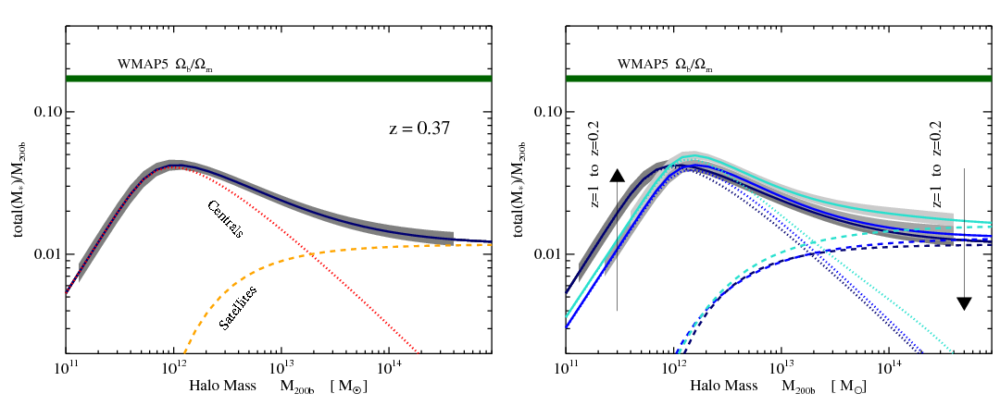 WMAP5 Ω_b/Ω_m
z = 0.37
0.10
0.01
total(M_*)/M_200b
Centrals
Satellites
10^11
10^12
10^13
10^14
Halo Mass M_200b [ M_⊙]
WMAP5 Ω_b/Ω_m
z=1 to z=0.2
z=1 to z=0.2
0.10
0.01
total(M_*)/M_200b
10^11
10^12
10^13
10^14
Halo Mass M_200b [ M_○]